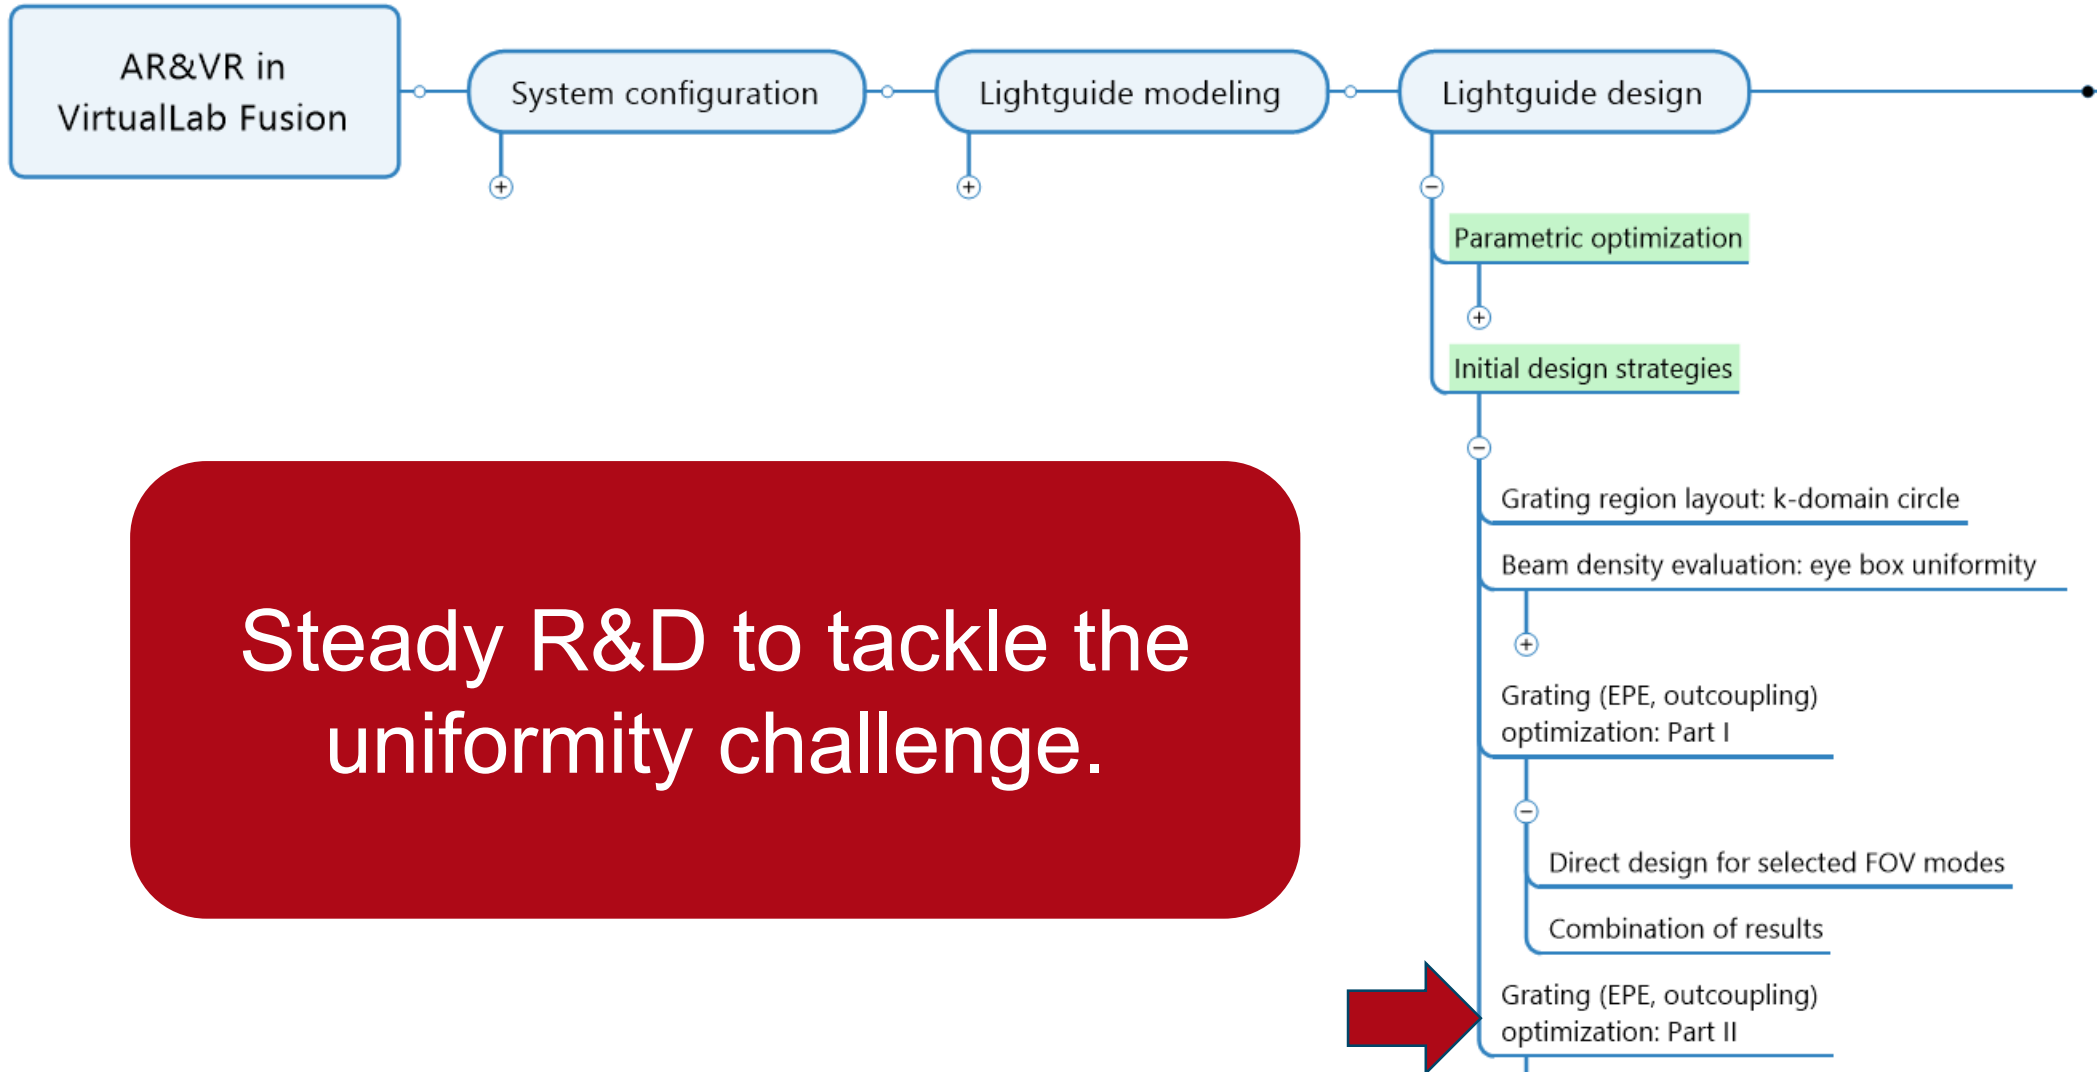 AR&VR in
VirtualLab Fusion
System configuration
Lightguide modeling
Lightguide design
Parametric optimization
Initial design strategies
Grating region layout: k-domain circle
Beam density evaluation: eye box uniformity
Grating (EPE, outcoupling)
optimization: Part I
Direct design for selected FOV modes
Combination of results
Grating (EPE, outcoupling)
optimization: Part II
Steady R&D to tackle the
uniformity challenge.